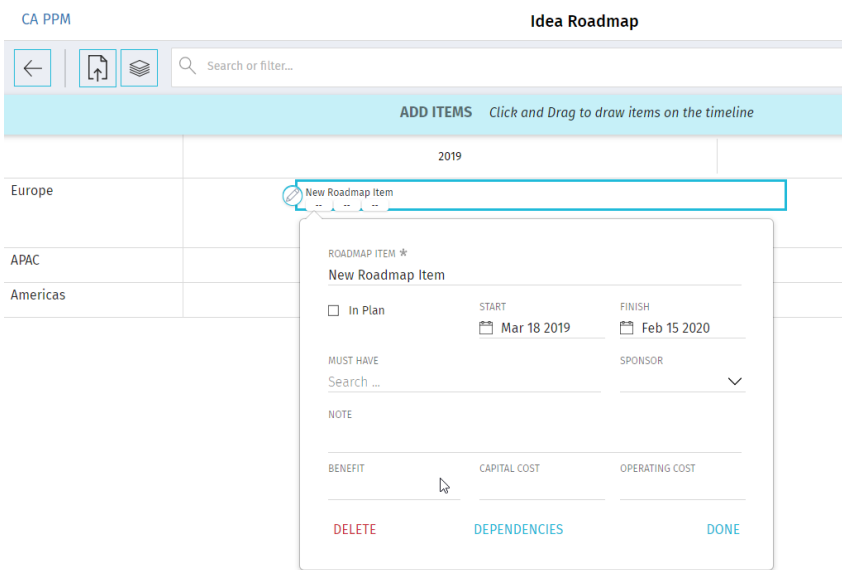 CA PPM
Idea Roadmap
Search or filter...
ADD ITEMS Click and Drag to draw items on the timeline
2019
Europe
New Roadmap Item
-- -- --
APAC
Americas
ROADMAP ITEM *
New Roadmap Item
In Plan
START
FINISH
Mar 18 2019
Feb 15 2020
MUST HAVE
SPONSOR
Search ...
NOTE
BENEFIT
CAPITAL COST
OPERATING COST
DELETE
DEPENDENCIES
DONE